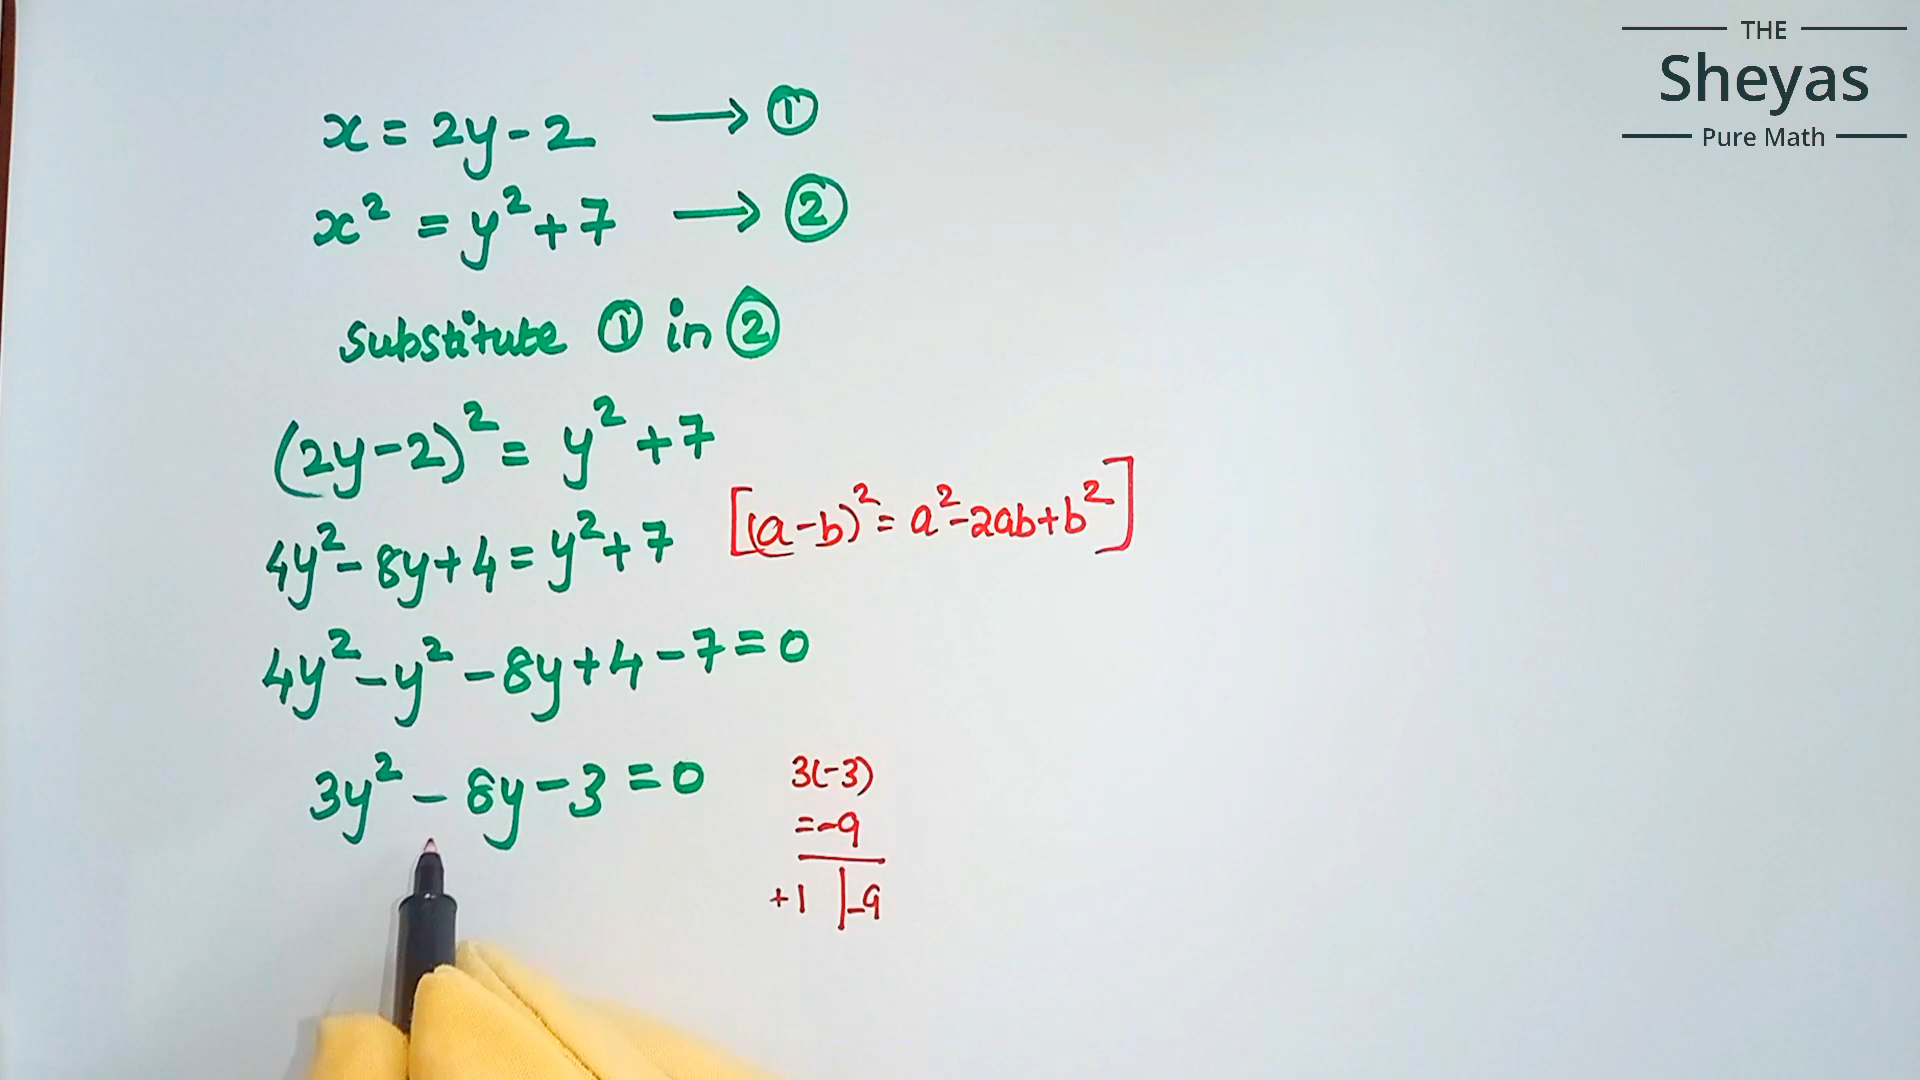 THE
Sheyas
Pure Math
x = 2y - 2 ⟶ ①
x² = y² + 7 ⟶ ②
Substitute ① in ②
(2y-2)² = y² + 7
4y² - 8y + 4 = y² + 7 [(a-b)² = a² - 2ab + b²]
4y² - y² - 8y + 4 - 7 = 0
3y² - 8y - 3 = 0
3(-3)
= -9
+1 | -9